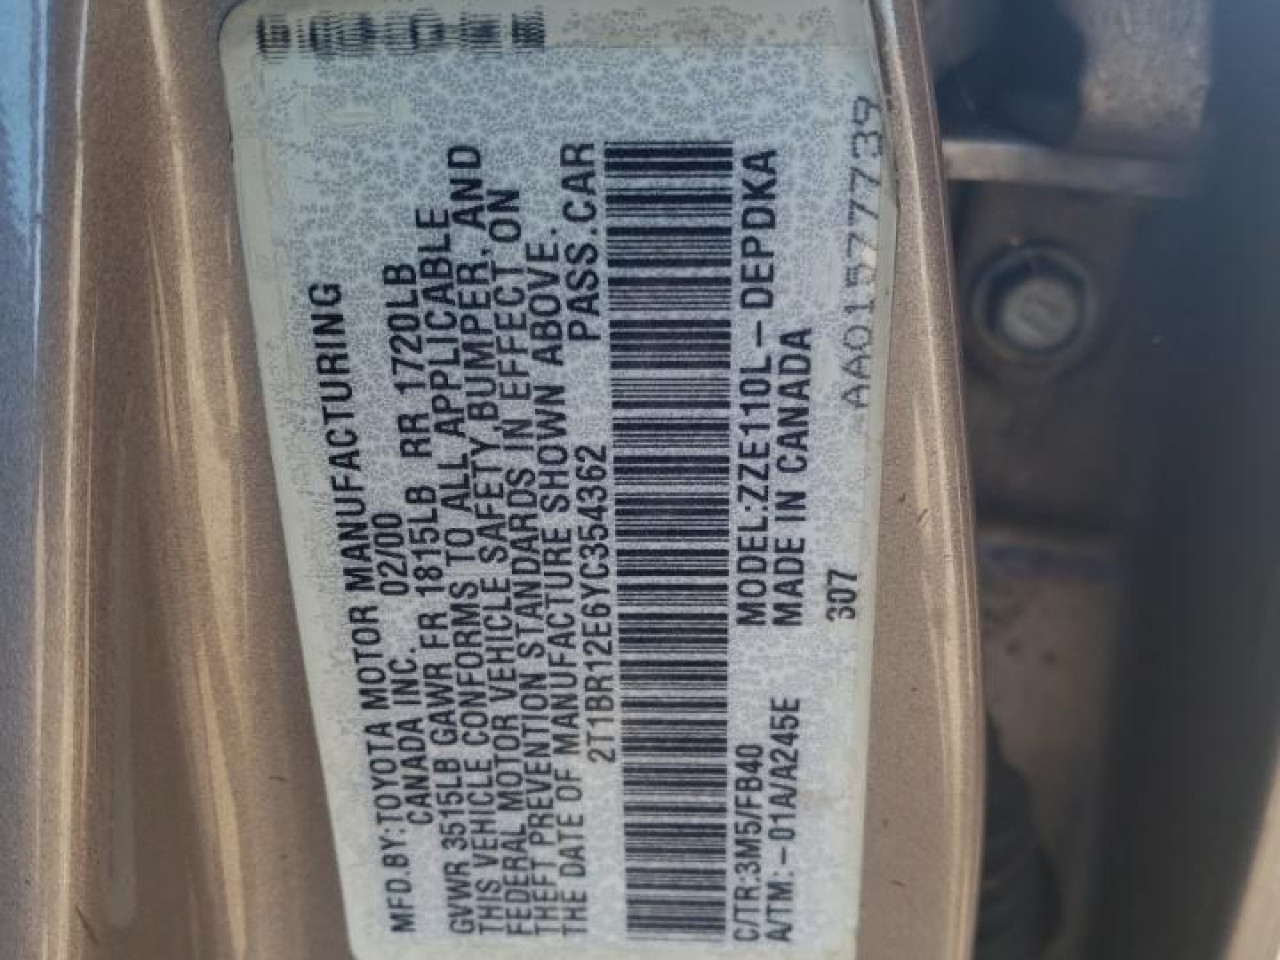 MFD.BY:TOYOTA MOTOR MANUFACTURING
CANADA INC. 02/00
GVWR 3515LB GAWR FR 1815LB RR 1720LB
THIS VEHICLE CONFORMS TO ALL APPLICABLE
FEDERAL MOTOR VEHICLE SAFETY,BUMPER, AND
THEFT PREVENTION STANDARDS IN EFFECT ON
THE DATE OF MANUFACTURE SHOWN ABOVE.
2T1BR12E6YC354362 PASS.CAR
C/TR:3M5/FB40 MODEL:ZZE110L-DEPDKA
A/TM:-01A/A245E MADE IN CANADA
307
AA01577739